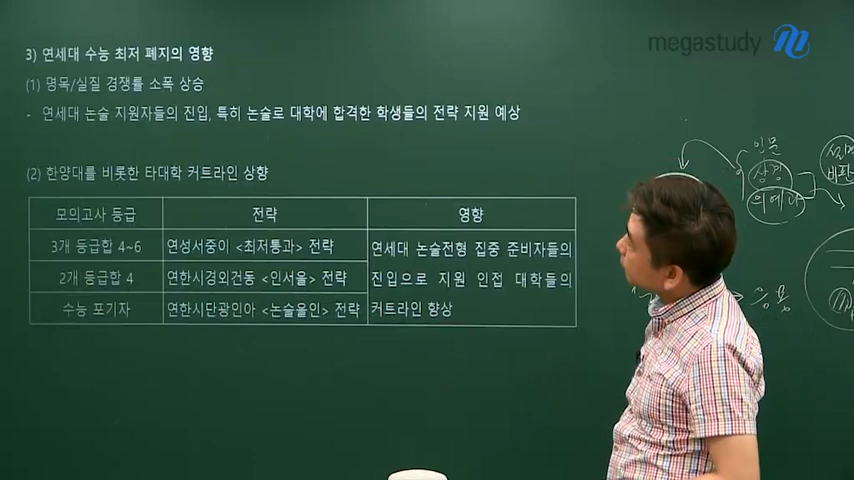 megastudy
3) 연세대 수능 최저 폐지의 영향
(1) 명목/실질 경쟁률 소폭 상승
- 연세대 논술 지원자들의 진입, 특히 논술로 대학에 합격한 학생들의 전략 지원 예상
(2) 한양대를 비롯한 타대학 커트라인 상향
모의고사 등급 전략 영향
3개 등급합 4~6 연성서중이 <최저통과> 전략 연세대 논술전형 집중 준비자들의
2개 등급합 4 연한시경외건동 <인서울> 전략 진입으로 지원 인접 대학들의
수능 포기자 연한시단광인아 <논술올인> 전략 커트라인 향상
인문
상경